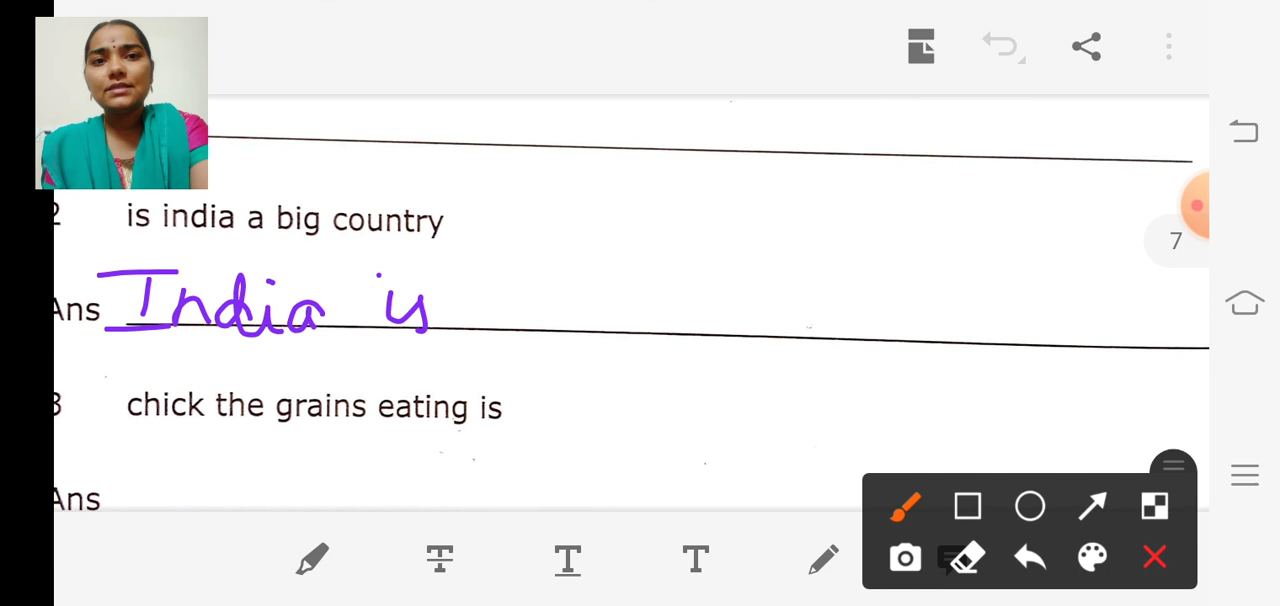 7
2 is india a big country
Ans India is
3 chick the grains eating is
Ans